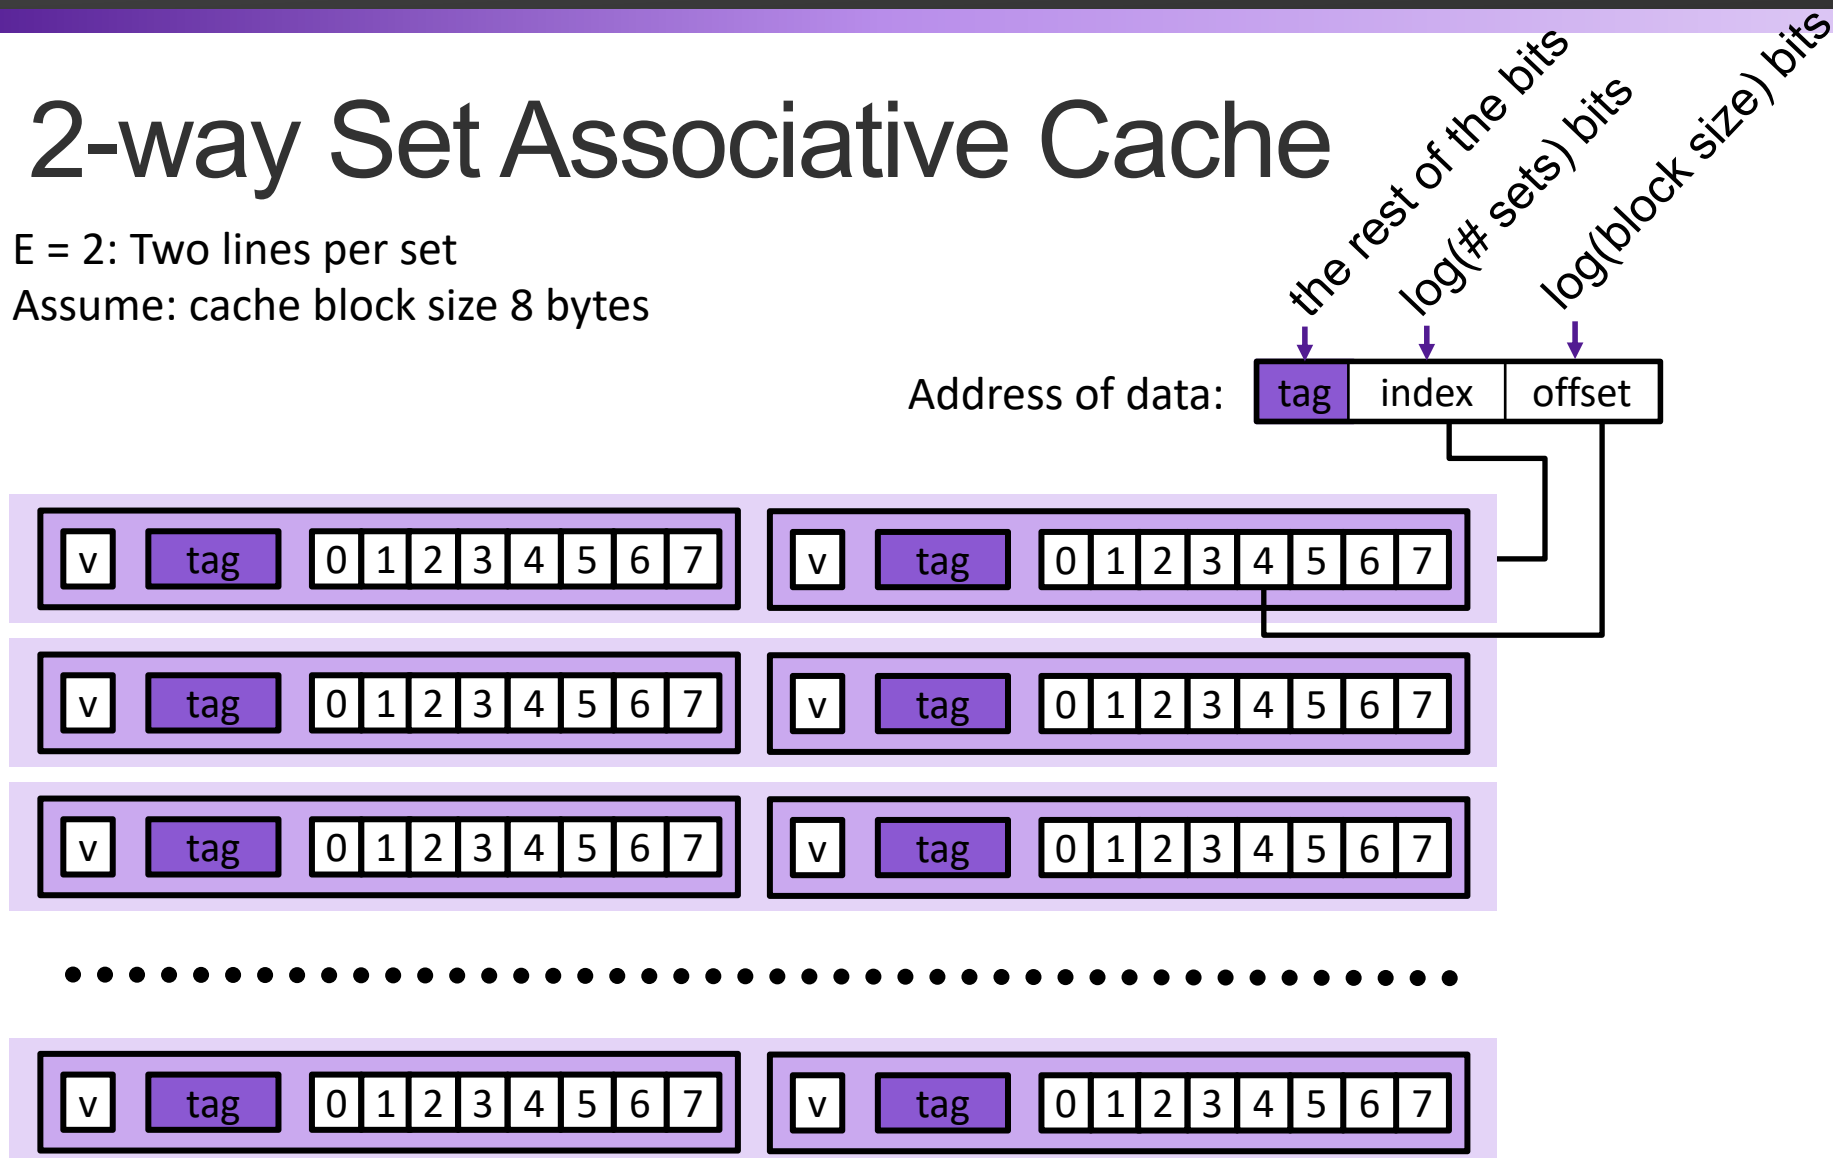 2-way Set Associative Cache
E = 2: Two lines per set
Assume: cache block size 8 bytes
the rest of the bits
log(# sets) bits
log(block size) bits
Address of data:
tag index offset
v tag 0 1 2 3 4 5 6 7 v tag 0 1 2 3 4 5 6 7
v tag 0 1 2 3 4 5 6 7 v tag 0 1 2 3 4 5 6 7
v tag 0 1 2 3 4 5 6 7 v tag 0 1 2 3 4 5 6 7
v tag 0 1 2 3 4 5 6 7 v tag 0 1 2 3 4 5 6 7